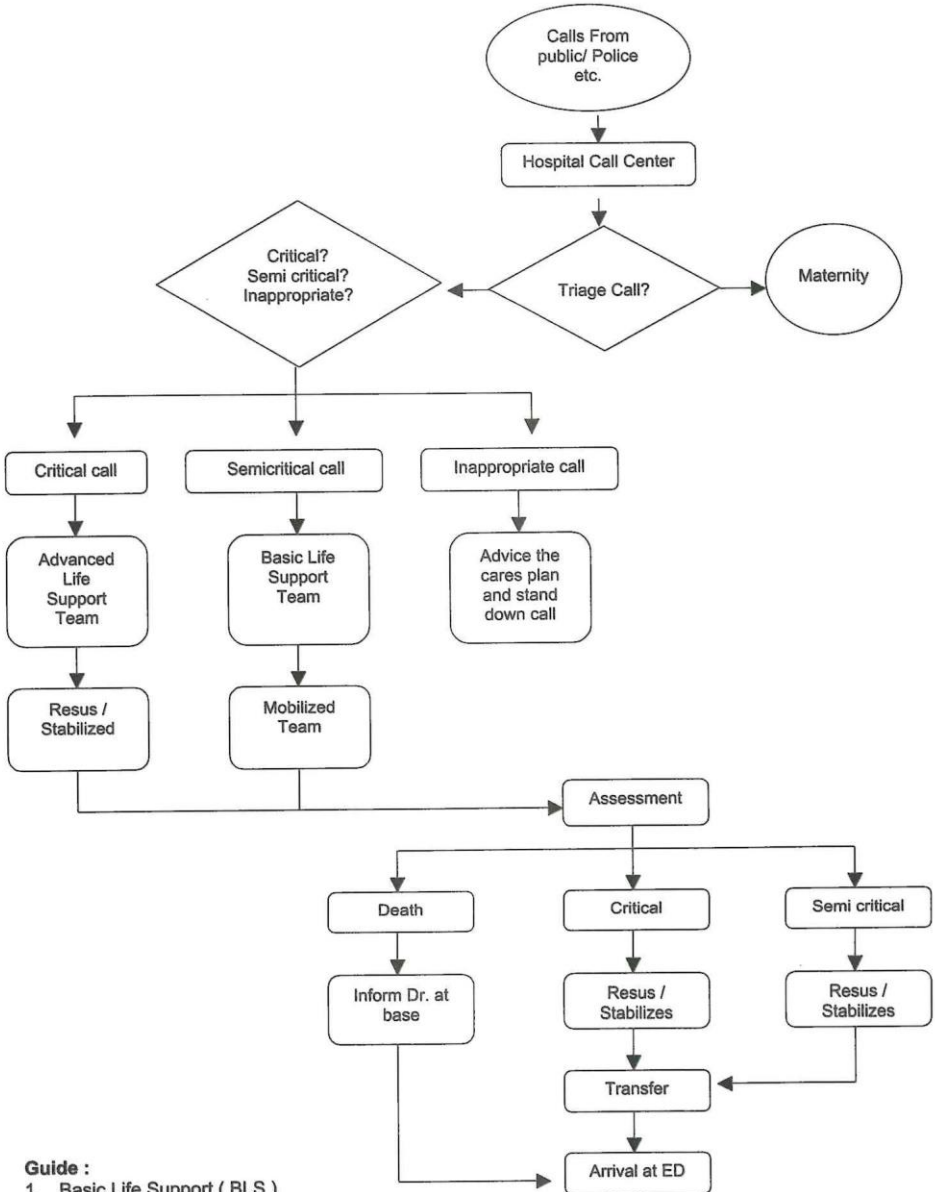 Calls From
public/ Police
etc.
Hospital Call Center
Triage Call?
Maternity
Critical?
Semi critical?
Inappropriate?
Critical call
Semicritical call
Inappropriate call
Advanced
Life
Support
Team
Basic Life
Support
Team
Advice the
cares plan
and stand
down call
Resus /
Stabilized
Mobilized
Team
Assessment
Death
Critical
Semi critical
Inform Dr. at
base
Resus /
Stabilizes
Resus /
Stabilizes
Transfer
Arrival at ED
Guide :
1. Basic Life Support ( BLS )